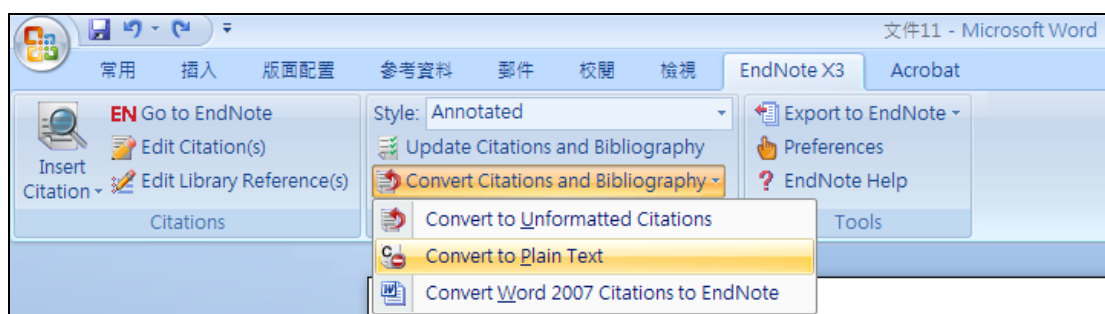 文件11 - Microsoft Word
常用 插入 版面配置 參考資料 郵件 校閱 檢視 EndNote X3 Acrobat
Insert Citation
EN Go to EndNote
Edit Citation(s)
Edit Library Reference(s)
Citations
Style: Annotated
Update Citations and Bibliography
Convert Citations and Bibliography
Convert to Unformatted Citations
Convert to Plain Text
Convert Word 2007 Citations to EndNote
Export to EndNote
Preferences
? EndNote Help
Tools